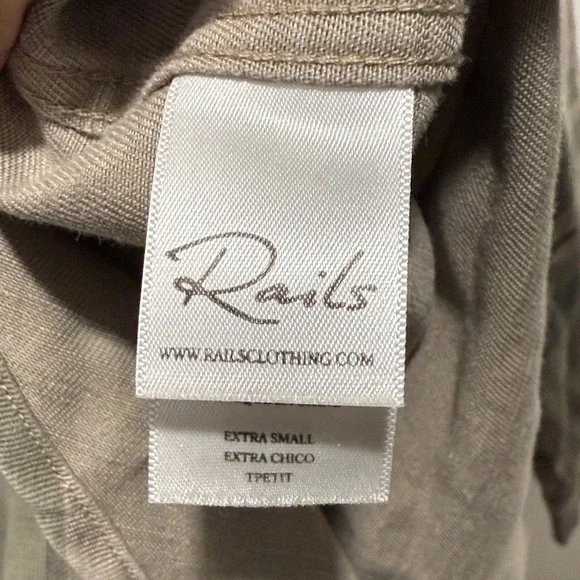 Rails
WWW.RAILSCLOTHING.COM
EXTRA SMALL
EXTRA CHICO
TPETIT